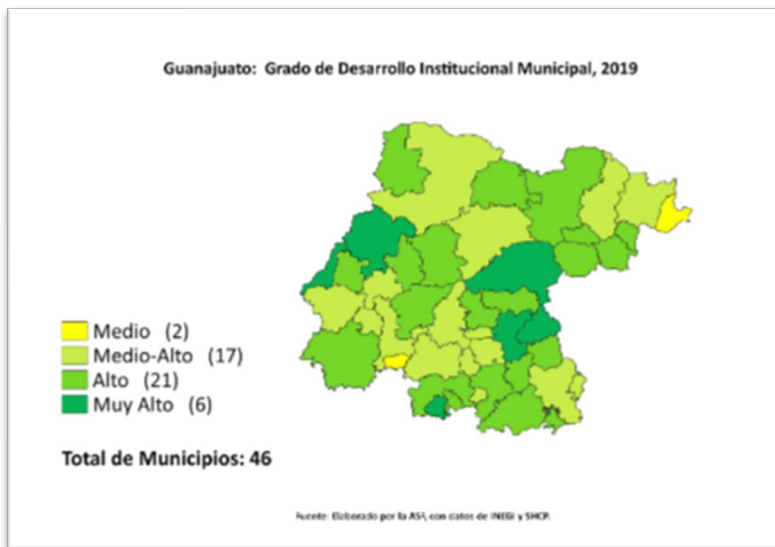 Guanajuato: Grado de Desarrollo Institucional Municipal, 2019
Medio (2)
Medio-Alto (17)
Alto (21)
Muy Alto (6)
Total de Municipios: 46
Fuente: Elaborado por la ASF, con datos de INEGI y SHCP.